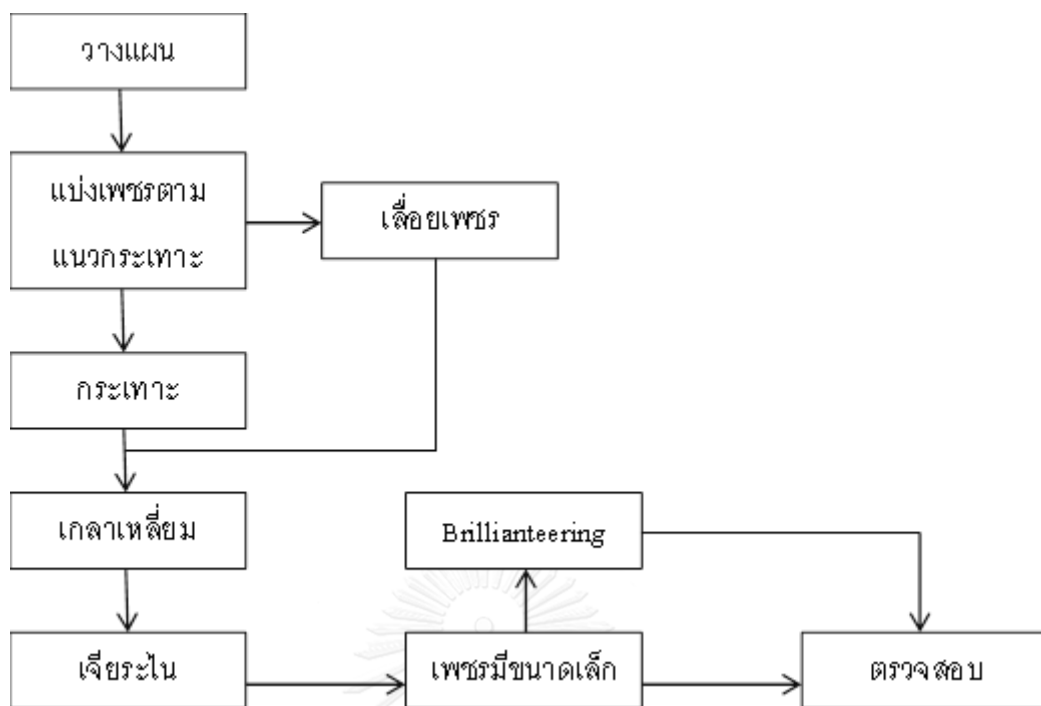 วางแผน
แบ่งเพชรตาม
แนวกระเทาะ
เลื่อยเพชร
กระเทาะ
เกลาเหลี่ยม
Brillianteering
เจียระไน
เพชรมีขนาดเล็ก
ตรวจสอบ